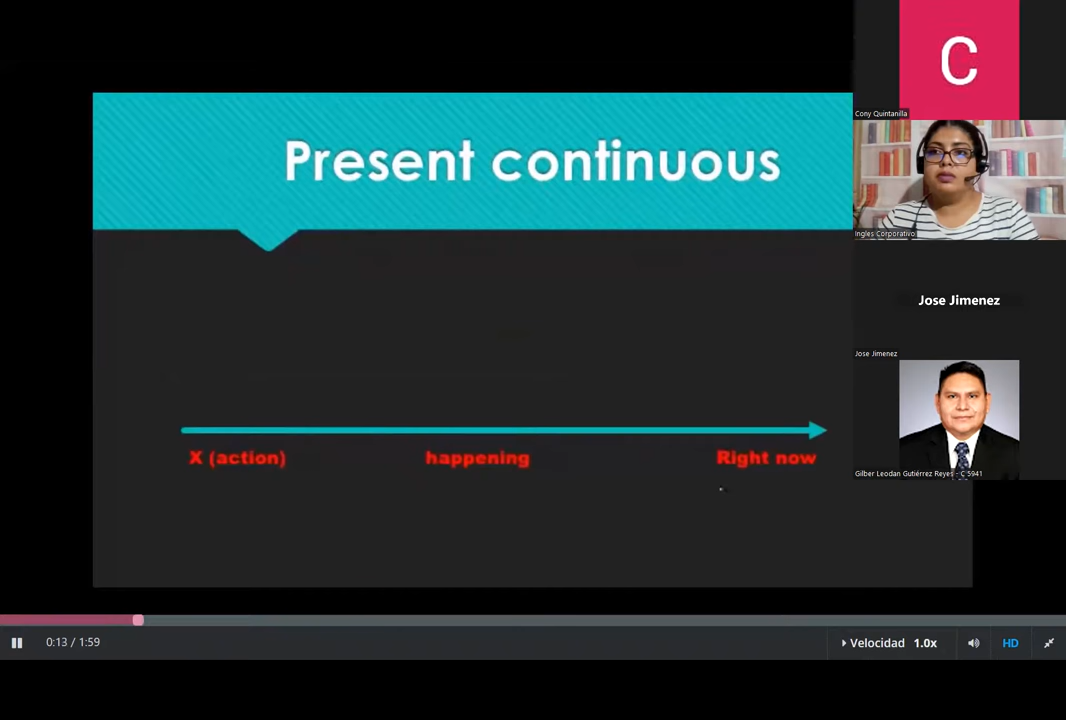 C
Cony Quintanilla
Present continuous
Ingles Corporativo
Jose Jimenez
Jose Jimenez
X (action) happening Right now
Gilber Leodan Gutiérrez Reyes - C 5941
0:13 / 1:59
Velocidad 1.0x HD